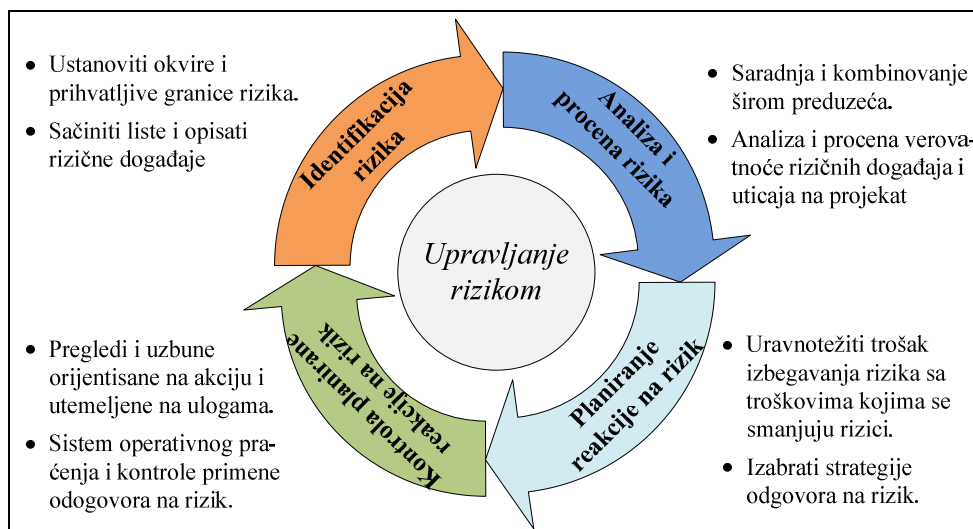 • Ustanoviti okvire i
prihvatljive granice rizika.
• Sačiniti liste i opisati
rizične događaje
Identifikacija
rizika
Analiza i
procena rizika
• Saradnja i kombinovanje
širom preduzeća.
• Analiza i procena verova-
tnoće rizičnih događaja i
uticaja na projekat
Upravljanje
rizikom
• Pregledi i uzbune
orijentisane na akciju i
utemeljene na ulogama.
• Sistem operativnog pra-
ćenja i kontrole primene
odogovora na rizik.
Kontrola planirane
reakcije na rizik
Planiranje
reakcije na rizik
• Uravnotežiti trošak
izbegavanja rizika sa
troškovima kojima se
smanjuju rizici.
• Izabrati strategije
odgovora na rizik.